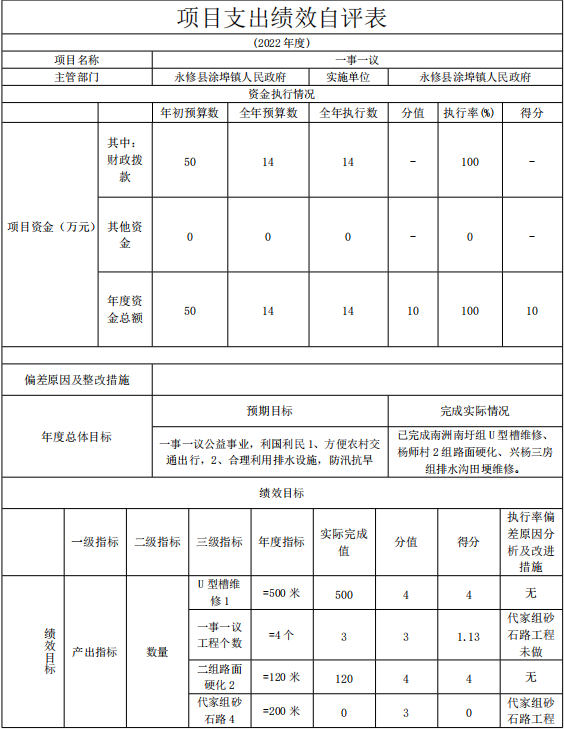 项目支出绩效自评表
(2022年度)
项目名称 一事一议
主管部门 永修县涂埠镇人民政府 实施单位 永修县涂埠镇人民政府
资金执行情况
年初预算数 全年预算数 全年执行数 分值 执行率(%) 得分
项目资金（万元）
其中：
财政拨
款
50 14 14 - 100 -
其他资
金
0 0 0 - 0 -
年度资
金总额
50 14 14 10 100 10
偏差原因及整改措施
年度总体目标
预期目标 完成实际情况
一事一议公益事业，利国利民1、方便农村交
通出行，2、合理利用排水设施，防汛抗旱
已完成南洲南圩组U型槽维修、
杨师村2组路面硬化、兴杨三房
组排水沟田埂维修。
绩效目标
一级指标 二级指标 三级指标 年度指标
实际完成
值
分值 得分
执行率偏
差原因分
析及改进
措施
绩效目标
产出指标 数量
U型槽维
修1
=500米 500 4 4 无
一事一议
工程个数
=4个 3 3 1.13
代家组砂
石路工程
未做
二组路面
硬化2
=120米 120 4 4 无
代家组砂
石路4
=200米 0 3 0
代家组砂
石路工程